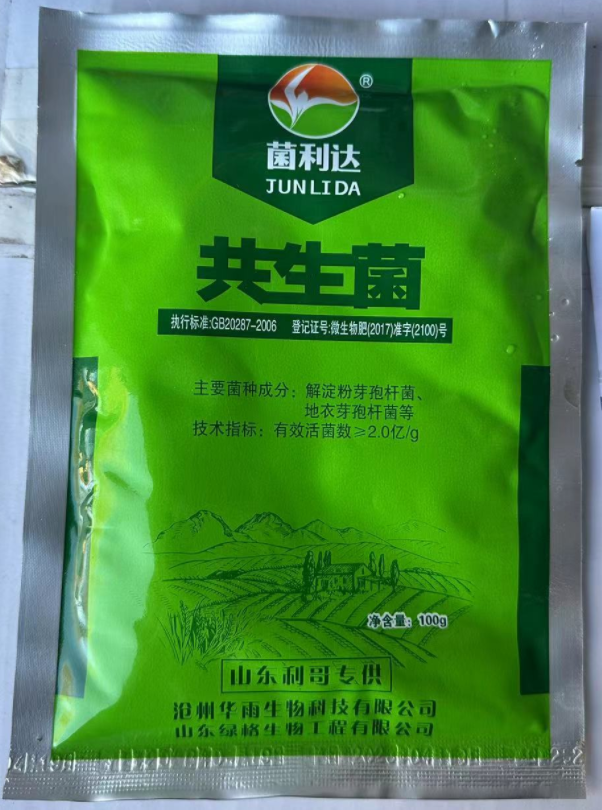 ®
菌利达
JUNLIDA
共生菌
执行标准:GB20287-2006 登记证号:微生物肥(2017)准字(2100)号
主要菌种成分：解淀粉芽孢杆菌、
地衣芽孢杆菌等
技术指标：有效活菌数≥2.0亿/g
净含量：100g
山东利哥专供
沧州华雨生物科技有限公司
山东绿格生物工程有限公司